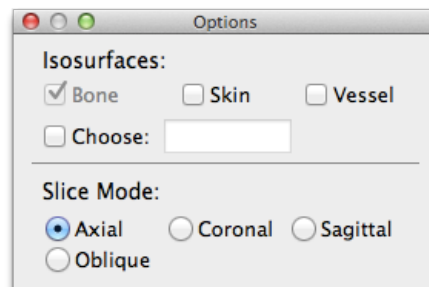 Options
Isosurfaces:
Bone Skin Vessel
Choose:
Slice Mode:
Axial Coronal Sagittal
Oblique